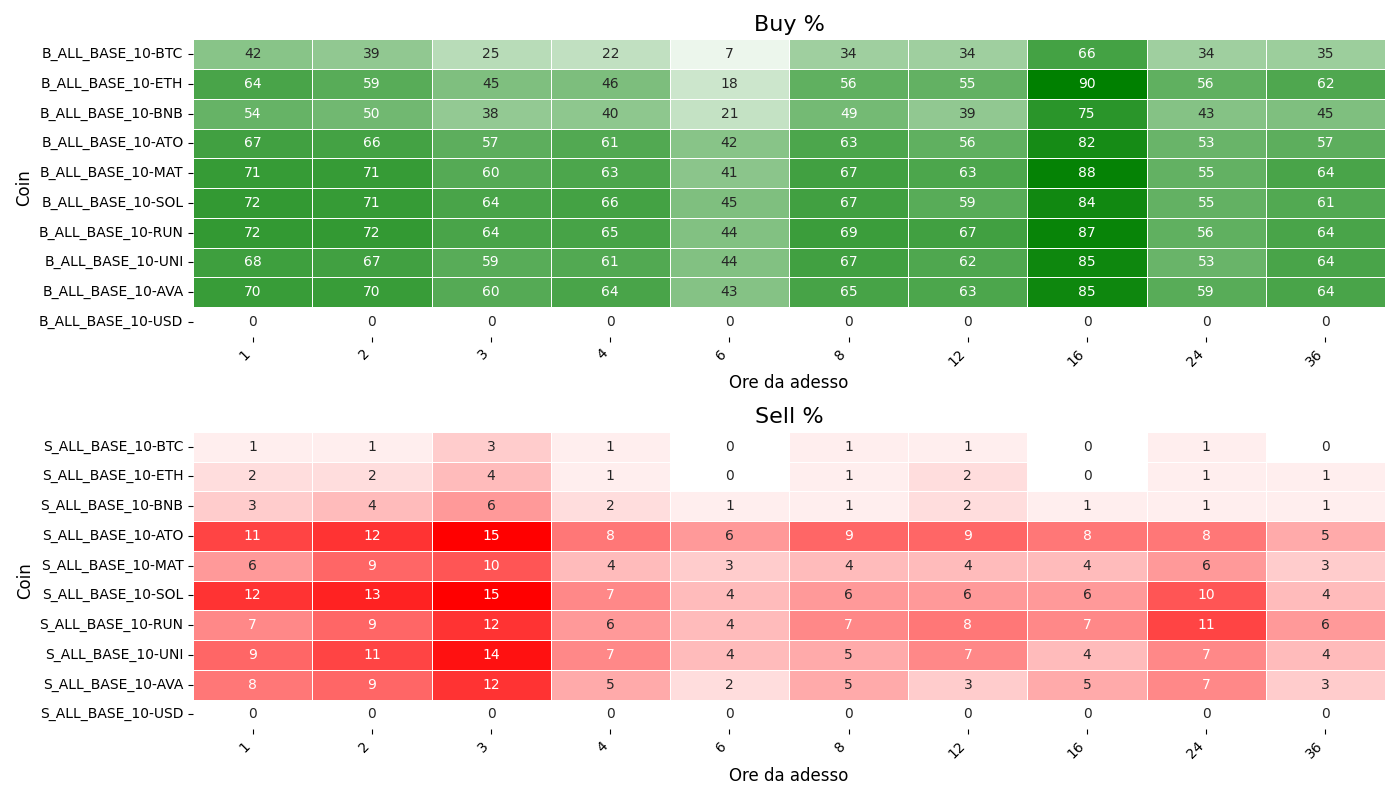 Buy %
Coin
B_ALL_BASE_10-BTC 42 39 25 22 7 34 34 66 34 35
B_ALL_BASE_10-ETH 64 59 45 46 18 56 55 90 56 62
B_ALL_BASE_10-BNB 54 50 38 40 21 49 39 75 43 45
B_ALL_BASE_10-ATO 67 66 57 61 42 63 56 82 53 57
B_ALL_BASE_10-MAT 71 71 60 63 41 67 63 88 55 64
B_ALL_BASE_10-SOL 72 71 64 66 45 67 59 84 55 61
B_ALL_BASE_10-RUN 72 72 64 65 44 69 67 87 56 64
B_ALL_BASE_10-UNI 68 67 59 61 44 67 62 85 53 64
B_ALL_BASE_10-AVA 70 70 60 64 43 65 63 85 59 64
B_ALL_BASE_10-USD 0 0 0 0 0 0 0 0 0 0
1 2 3 4 6 8 12 16 24 36
Ore da adesso
Sell %
Coin
S_ALL_BASE_10-BTC 1 1 3 1 0 1 1 0 1 0
S_ALL_BASE_10-ETH 2 2 4 1 0 1 2 0 1 1
S_ALL_BASE_10-BNB 3 4 6 2 1 1 2 1 1 1
S_ALL_BASE_10-ATO 11 12 15 8 6 9 9 8 8 5
S_ALL_BASE_10-MAT 6 9 10 4 3 4 4 4 6 3
S_ALL_BASE_10-SOL 12 13 15 7 4 6 6 6 10 4
S_ALL_BASE_10-RUN 7 9 12 6 4 7 8 7 11 6
S_ALL_BASE_10-UNI 9 11 14 7 4 5 7 4 7 4
S_ALL_BASE_10-AVA 8 9 12 5 2 5 3 5 7 3
S_ALL_BASE_10-USD 0 0 0 0 0 0 0 0 0 0
1 2 3 4 6 8 12 16 24 36
Ore da adesso